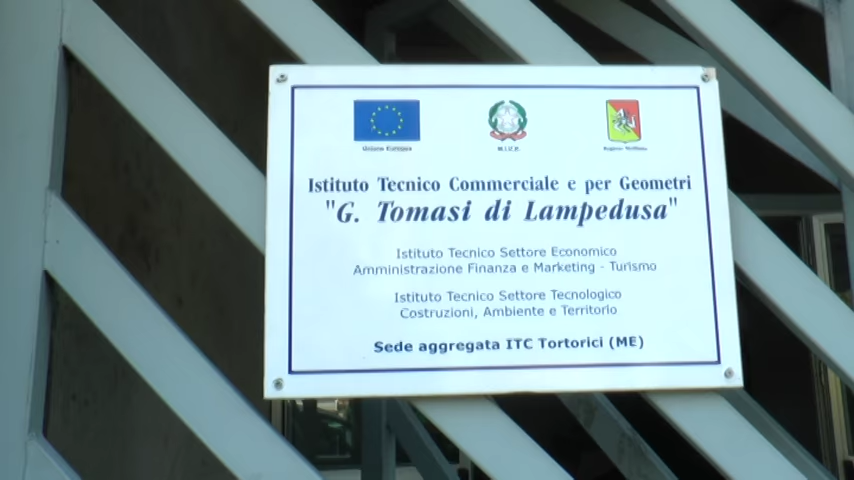 Unione Europea M.I.U.R. Regione Siciliana
Istituto Tecnico Commerciale e per Geometri
"G. Tomasi di Lampedusa"
Istituto Tecnico Settore Economico
Amministrazione Finanza e Marketing - Turismo
Istituto Tecnico Settore Tecnologico
Costruzioni, Ambiente e Territorio
Sede aggregata ITC Tortorici (ME)